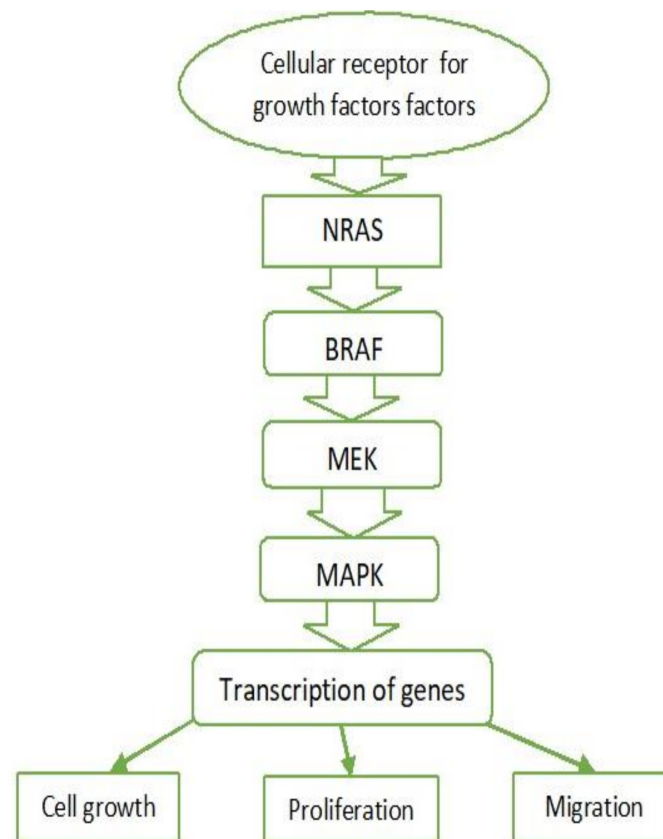 Cellular receptor for
growth factors factors
NRAS
BRAF
MEK
MAPK
Transcription of genes
Cell growth
Proliferation
Migration